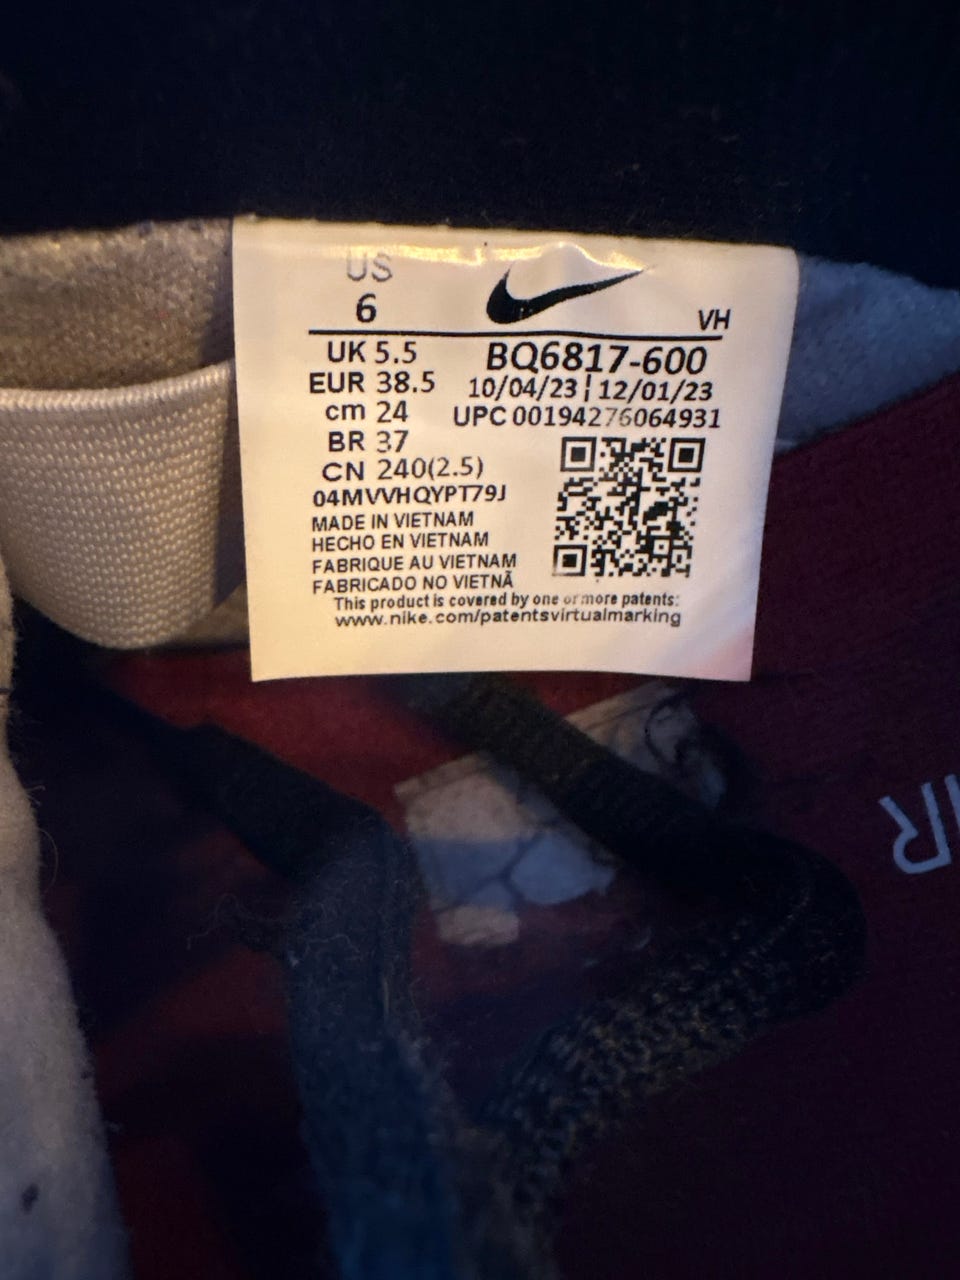 US
6
VH
UK 5.5
EUR 38.5
cm 24
BR 37
CN 240(2.5)
BQ6817-600
10/04/23 ¦ 12/01/23
UPC 00194276064931
04MVVHQYPT79J
MADE IN VIETNAM
HECHO EN VIETNAM
FABRIQUE AU VIETNAM
FABRICADO NO VIETNÃ
This product is covered by one or more patents:
www.nike.com/patentsvirtualmarking